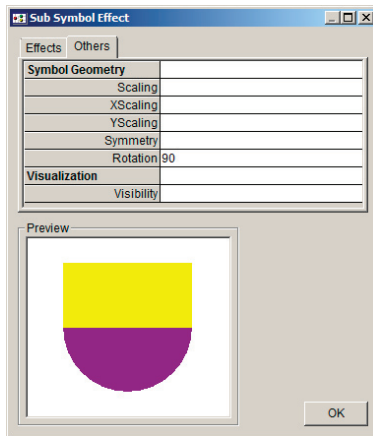 Sub Symbol Effect
Effects Others
Symbol Geometry
Scaling
XScaling
YScaling
Symmetry
Rotation 90
Visualization
Visibility
Preview
OK